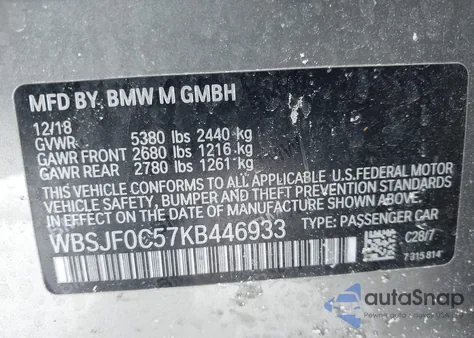 MFD BY. BMW M GMBH
12/18
GVWR 5380 lbs 2440 kg
GAWR FRONT 2680 lbs 1216 kg
GAWR REAR 2780 lbs 1261 kg
THIS VEHICLE CONFORMS TO ALL APPLICABLE U.S.FEDERAL MOTOR
VEHICLE SAFETY, BUMPER AND THEFT PREVENTION
STANDARDS IN EFFECT ON THE DATE OF MANUFACTURE SHOWN ABOVE.
WBSJF0C57KB446933
TYPE: PASSENGER CAR
C28/7
7315814
autoSnap